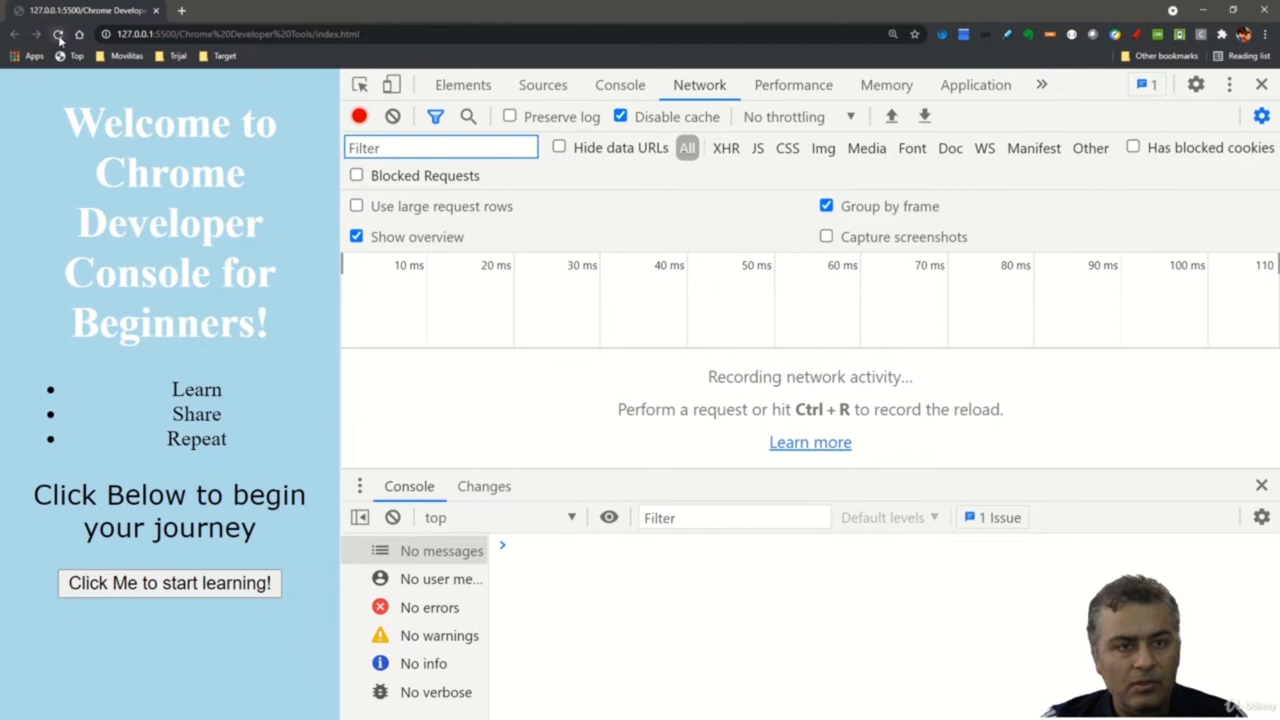 127.0.0.1:5500/Chrome Develop
127.0.0.1:5500/Chrome%20Developer%20Tools/index.html
Apps Top Movilitas Trijal Target Other bookmarks Reading list
Welcome to
Chrome
Developer
Console for
Beginners!
Learn
Share
Repeat
Click Below to begin
your journey
Click Me to start learning!
Elements Sources Console Network Performance Memory Application » 1
Preserve log Disable cache No throttling
Filter Hide data URLs All XHR JS CSS Img Media Font Doc WS Manifest Other Has blocked cookies
Blocked Requests
Use large request rows Group by frame
Show overview Capture screenshots
10 ms 20 ms 30 ms 40 ms 50 ms 60 ms 70 ms 80 ms 90 ms 100 ms 110
Recording network activity...
Perform a request or hit Ctrl + R to record the reload.
Learn more
Console Changes
top Filter Default levels 1 Issue
No messages
No user me...
No errors
No warnings
No info
No verbose
Udemy